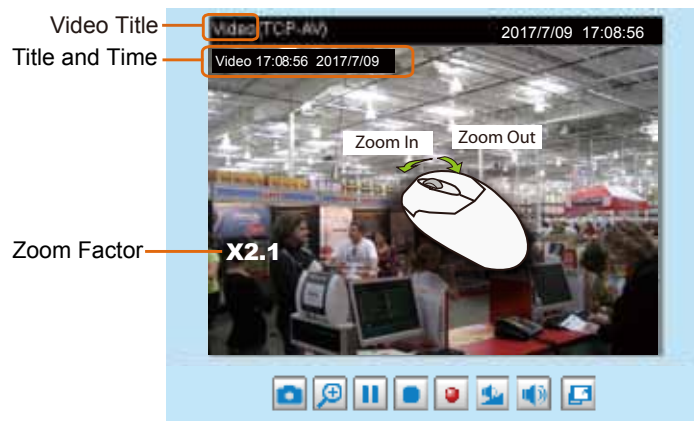 Video Title
Video (TCP-AV) 2017/7/09 17:08:56
Title and Time
Video 17:08:56 2017/7/09
Zoom In Zoom Out
Zoom Factor
X2.1